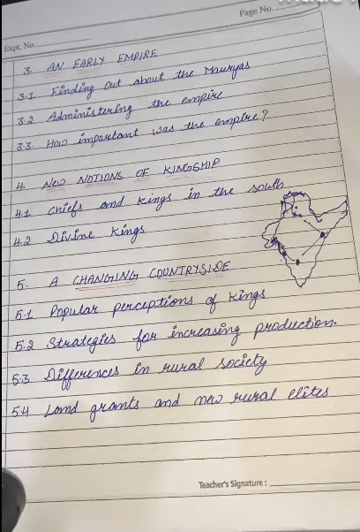 Page No.
Expt. No.
3. AN EARLY EMPIRE
3.1 Finding out about the Mauryas
3.2 Administering the empire
3.3. How important was the empire?
4. NEW NOTIONS OF KINGSHIP
4.1 Chiefs and kings in the south
4.2 Divine Kings
5. A CHANGING COUNTRYSIDE
5.1 Popular perceptions of kings
5.2 Strategies for increasing production.
5.3 Differences in rural society
5.4 Land grants and new rural elites
Teacher's Signature :